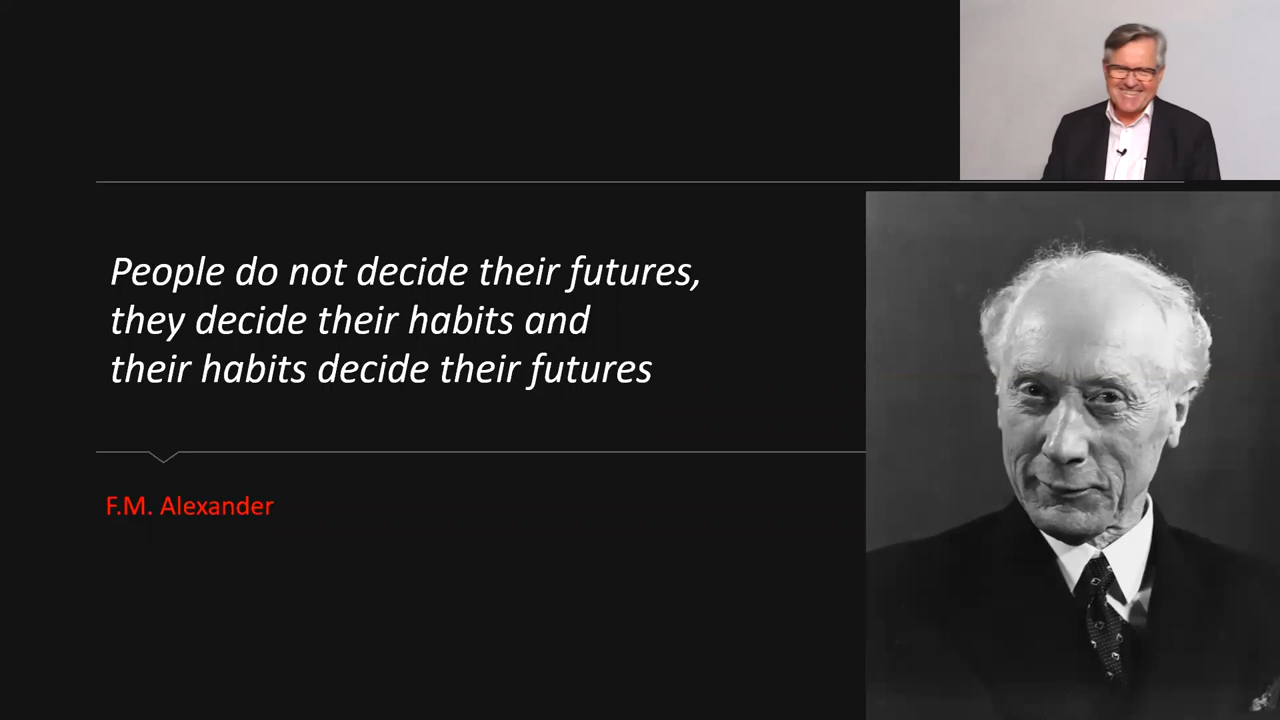 People do not decide their futures,
they decide their habits and
their habits decide their futures
F.M. Alexander